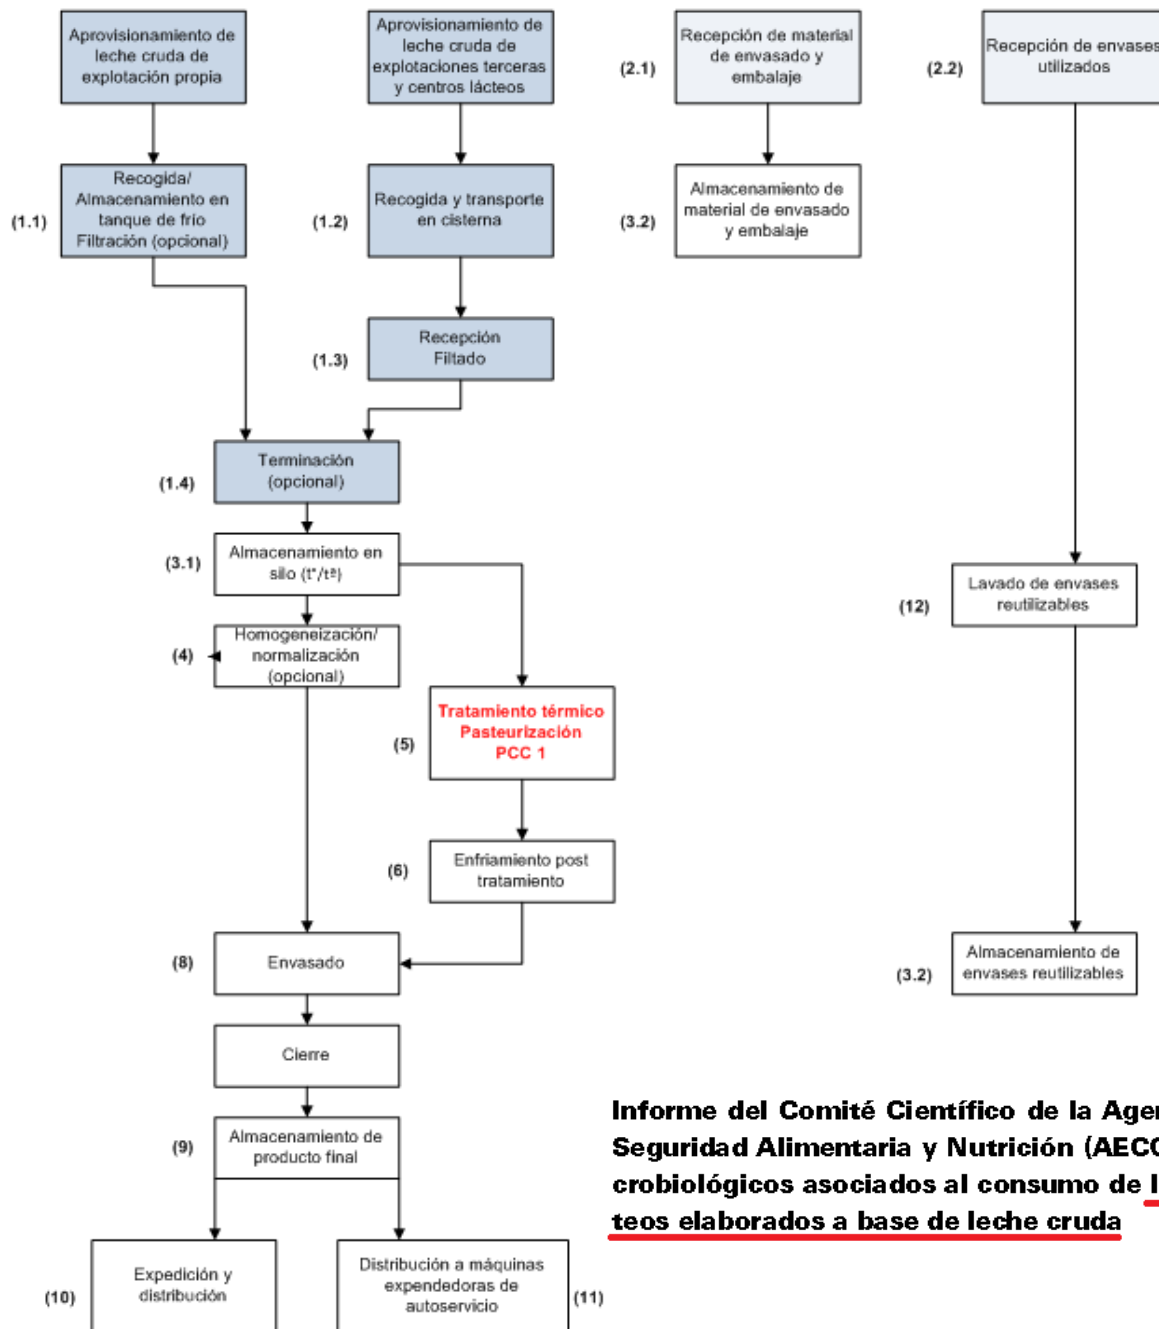 Aprovisionamiento de
leche cruda de
explotación propia
Aprovisionamiento de
leche cruda de
explotaciones terceras
y centros lácteos
(2.1)
Recepción de material
de envasado y
embalaje
(2.2)
Recepción de envases
utilizados
(1.1)
Recogida/
Almacenamiento en
tanque de frío
Filtración (opcional)
(1.2)
Recogida y transporte
en cisterna
(3.2)
Almacenamiento de
material de envasado
y embalaje
(1.3)
Recepción
Filtado
(1.4)
Terminación
(opcional)
(3.1)
Almacenamiento en
silo (t*/tª)
(4)
Homogeneización/
normalización
(opcional)
(12)
Lavado de envases
reutilizables
(5)
Tratamiento térmico
Pasteurización
PCC 1
(6)
Enfriamiento post
tratamiento
(8)
Envasado
(3.2)
Almacenamiento de
envases reutilizables
Cierre
(9)
Almacenamiento de
producto final
(10)
Expedición y
distribución
Distribución a máquinas
expendedoras de
autoservicio
(11)
Informe del Comité Científico de la Agen
Seguridad Alimentaria y Nutrición (AECO
crobiológicos asociados al consumo de l
teos elaborados a base de leche cruda